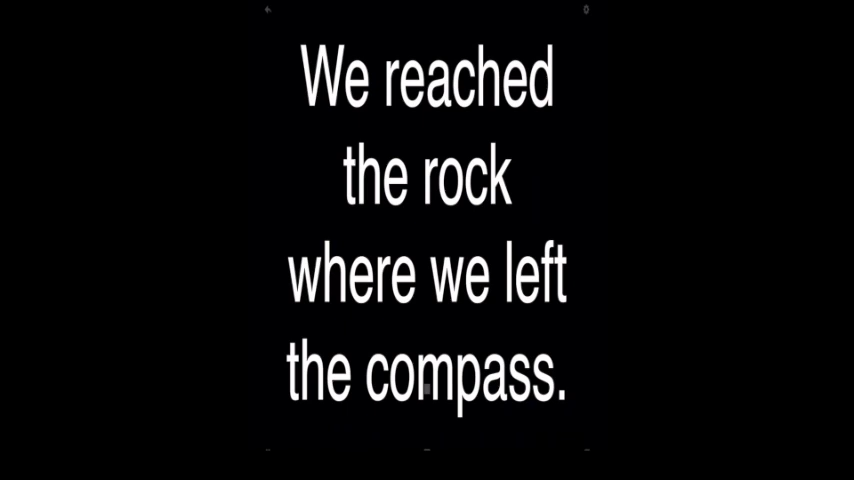 We reached
the rock
where we left
the compass.